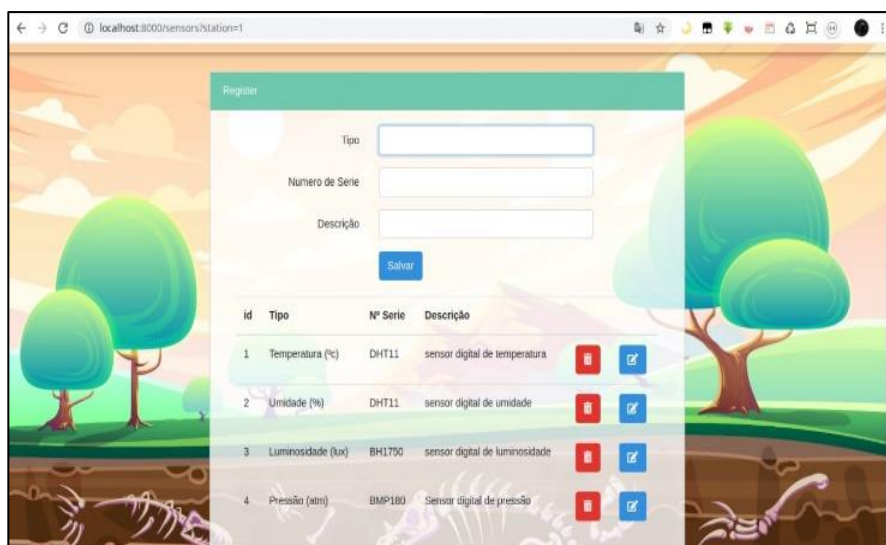 localhost:8000/sensors?station=1
Register
Tipo
Numero de Serie
Descrição
Salvar
id Tipo Nº Serie Descrição
1 Temperatura (ºc) DHT11 sensor digital de temperatura
2 Umidade (%) DHT11 sensor digital de umidade
3 Luminosidade (lux) BH1750 sensor digital de luminosidade
4 Pressão (atm) BMP180 Sensor digital de pressão